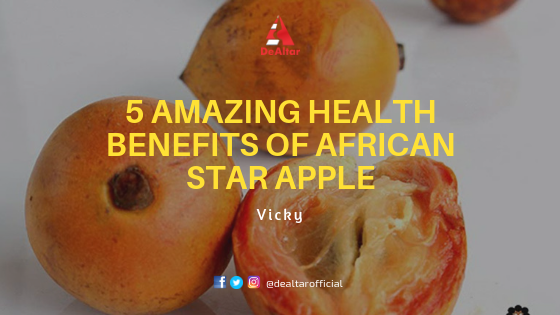 DeAltar
5 AMAZING HEALTH
BENEFITS OF AFRICAN
STAR APPLE
Vicky
@dealtarofficial